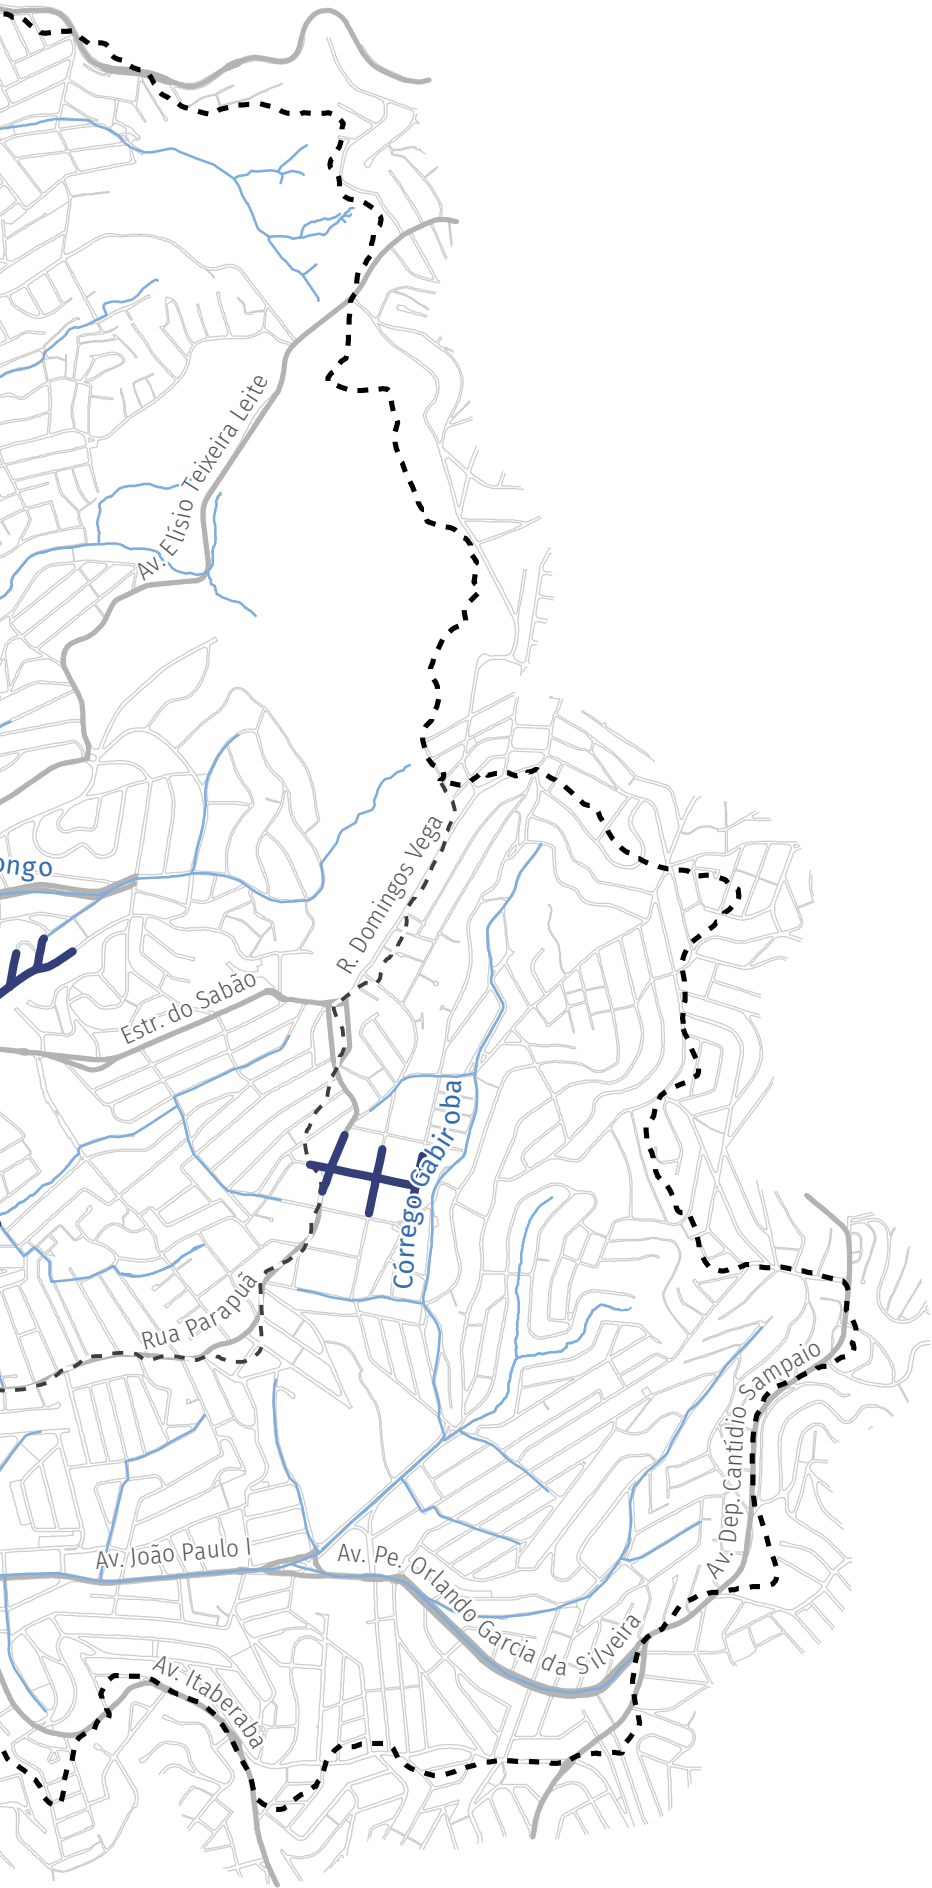 Av. Elísio Teixeira Leite
ongo
R. Domingos Vega
Estr. do Sabão
Córrego Gabiroba
Rua Parapuã
Av. Dep. Cantídio Sampaio
Av. João Paulo I
Av. Pe. Orlando Garcia da Silveira
Av. Itaberaba